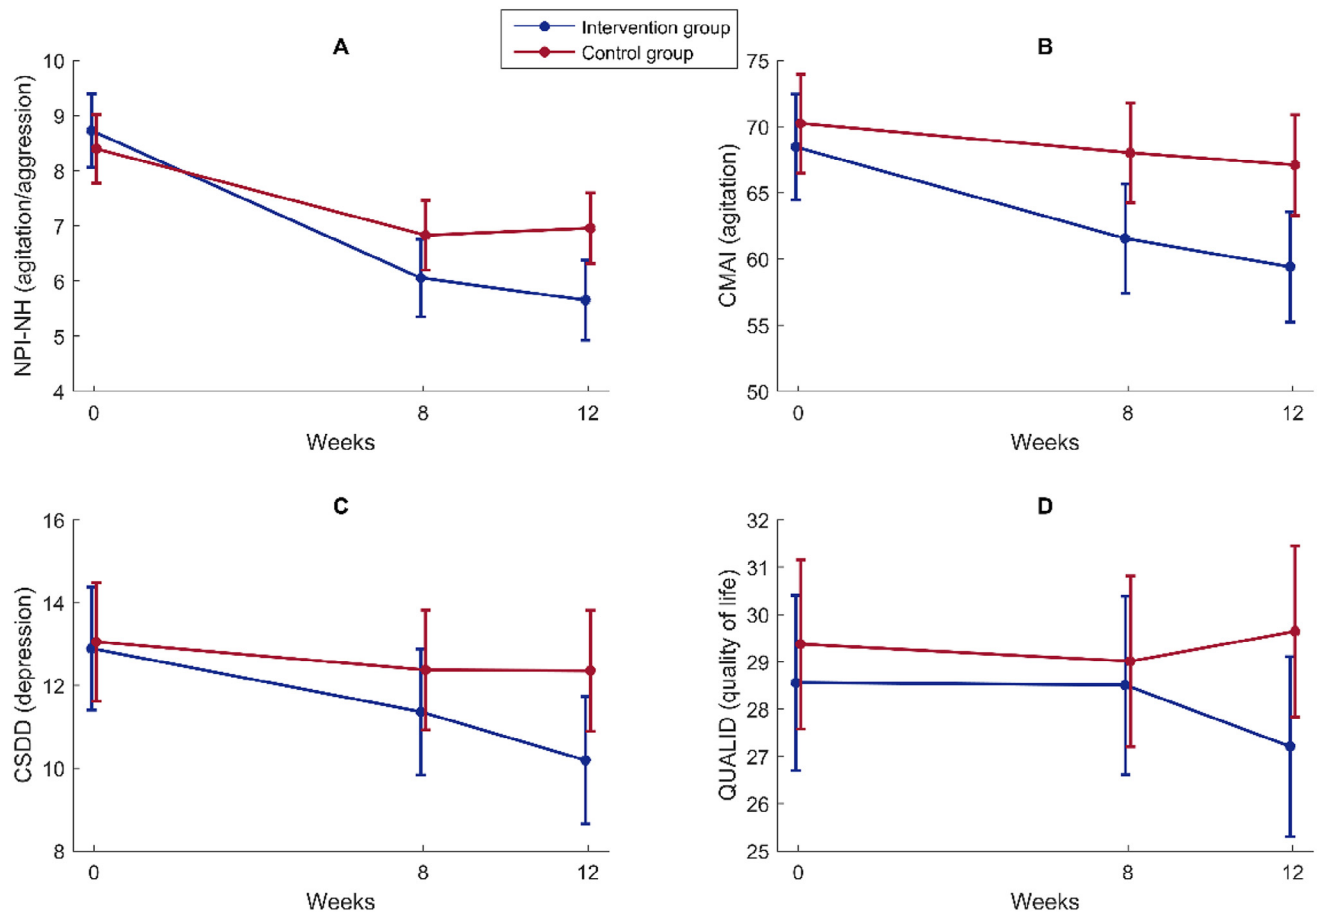 Intervention group
Control group
A
NPI-NH (agitation/aggression)
10
9
8
7
6
5
4
0 8 12
Weeks
B
CMAI (agitation)
75
70
65
60
55
50
0 8 12
Weeks
C
CSDD (depression)
16
14
12
10
8
0 8 12
Weeks
D
QUALID (quality of life)
32
31
30
29
28
27
26
25
0 8 12
Weeks